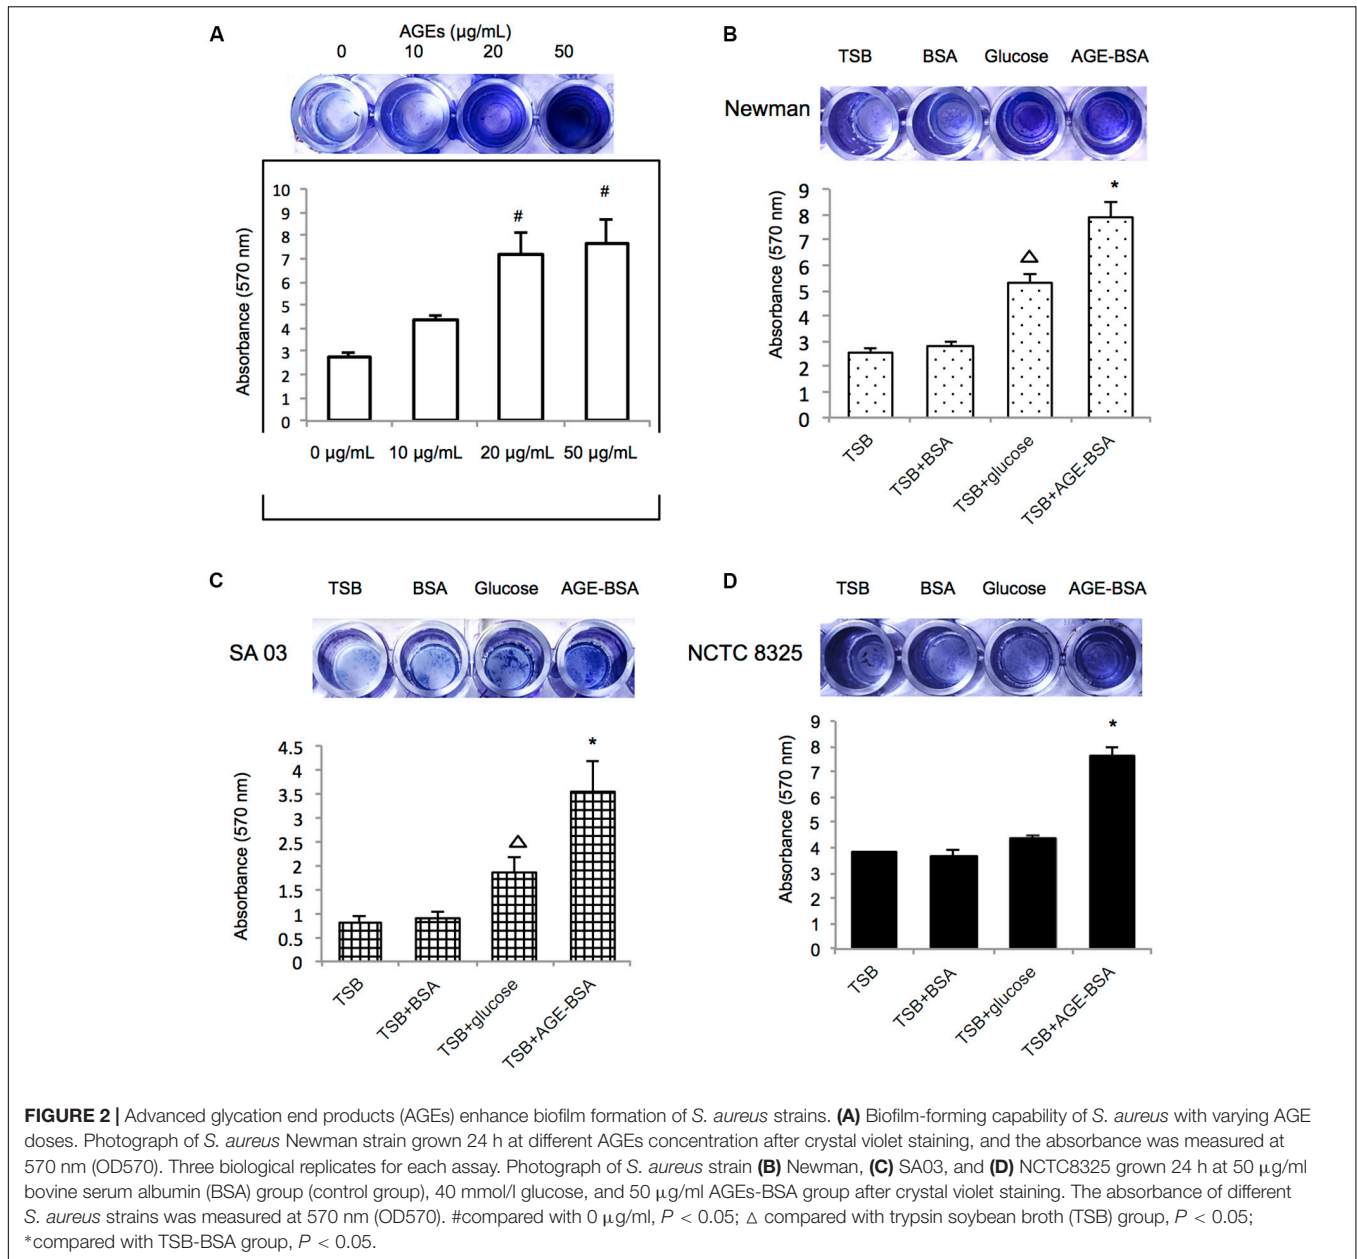 A
AGEs (µg/mL)
0 10 20 50
Absorbance (570 nm)
10
9
8
7
6
5
4
3
2
1
0
#
#
0 µg/mL 10 µg/mL 20 µg/mL 50 µg/mL
B
TSB BSA Glucose AGE-BSA
Newman
Absorbance (570 nm)
9
8
7
6
5
4
3
2
1
0
△
*
TSB
TSB+BSA
TSB+glucose
TSB+AGE-BSA
C
TSB BSA Glucose AGE-BSA
SA 03
Absorbance (570 nm)
4.5
4
3.5
3
2.5
2
1.5
1
0.5
0
△
*
TSB
TSB+BSA
TSB+glucose
TSB+AGE-BSA
D
TSB BSA Glucose AGE-BSA
NCTC 8325
Absorbance (570 nm)
9
8
7
6
5
4
3
2
1
0
*
TSB
TSB+BSA
TSB+glucose
TSB+AGE-BSA
FIGURE 2 | Advanced glycation end products (AGEs) enhance biofilm formation of S. aureus strains. (A) Biofilm-forming capability of S. aureus with varying AGE
doses. Photograph of S. aureus Newman strain grown 24 h at different AGEs concentration after crystal violet staining, and the absorbance was measured at
570 nm (OD570). Three biological replicates for each assay. Photograph of S. aureus strain (B) Newman, (C) SA03, and (D) NCTC8325 grown 24 h at 50 µg/ml
bovine serum albumin (BSA) group (control group), 40 mmol/l glucose, and 50 µg/ml AGEs-BSA group after crystal violet staining. The absorbance of different
S. aureus strains was measured at 570 nm (OD570). #compared with 0 µg/ml, P < 0.05; △ compared with trypsin soybean broth (TSB) group, P < 0.05;
*compared with TSB-BSA group, P < 0.05.